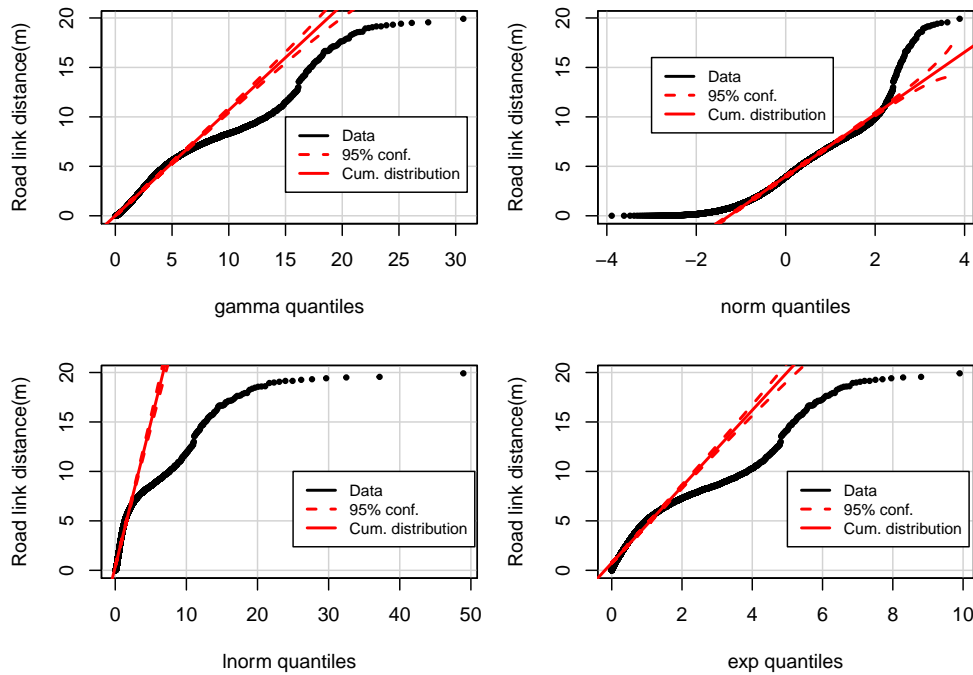 Road link distance(m)
20
15
10
5
0
Data
95% conf.
Cum. distribution
0 5 10 15 20 25 30
gamma quantiles
Road link distance(m)
20
15
10
5
0
Data
95% conf.
Cum. distribution
−4 −2 0 2 4
norm quantiles
Road link distance(m)
20
15
10
5
0
Data
95% conf.
Cum. distribution
0 10 20 30 40 50
lnorm quantiles
Road link distance(m)
20
15
10
5
0
Data
95% conf.
Cum. distribution
0 2 4 6 8 10
exp quantiles